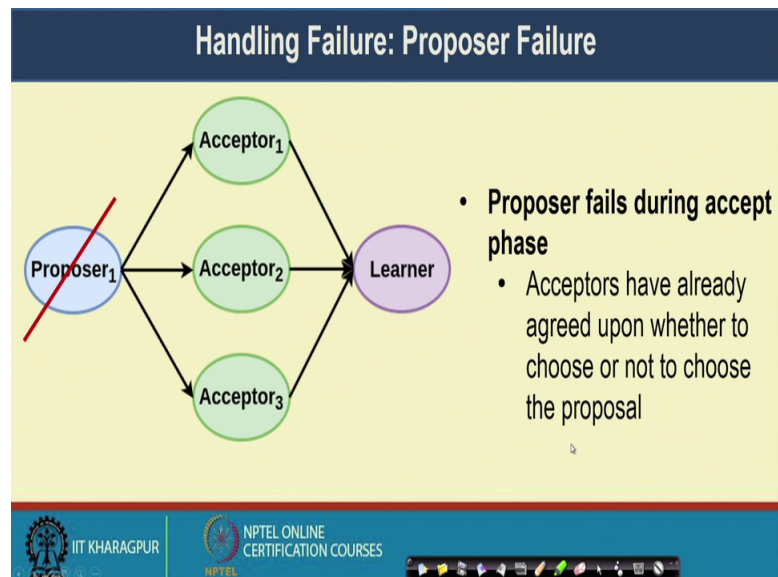 Handling Failure: Proposer Failure
Acceptor1
Proposer1
Acceptor2
Learner
Acceptor3
• Proposer fails during accept
phase
• Acceptors have already
agreed upon whether to
choose or not to choose
the proposal
IIT KHARAGPUR
NPTEL
NPTEL ONLINE
CERTIFICATION COURSES